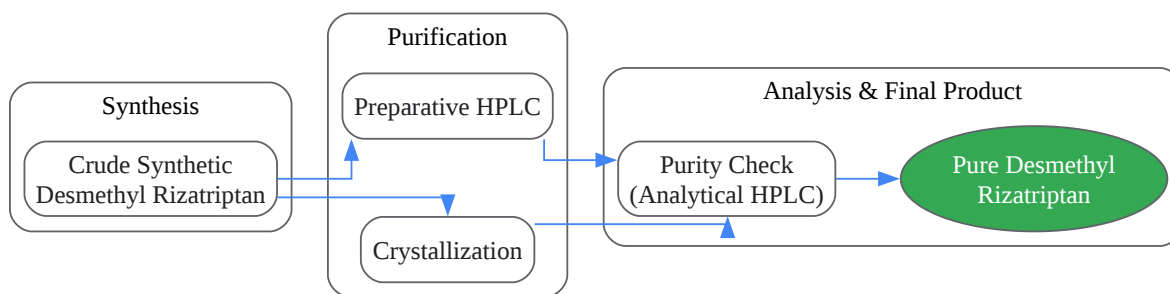 Synthesis
Crude Synthetic
Desmethyl Rizatriptan
Purification
Preparative HPLC
Crystallization
Analysis & Final Product
Purity Check
(Analytical HPLC)
Pure Desmethyl
Rizatriptan